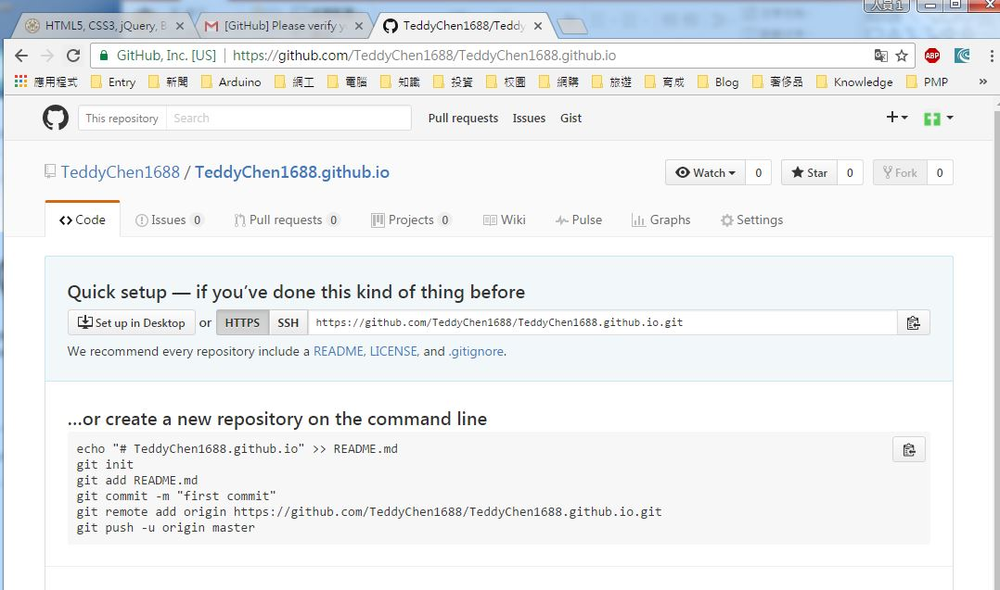 人員 1
HTML5, CSS3, jQuery, B
[GitHub] Please verify y
TeddyChen1688/Teddy
GitHub, Inc. [US] https://github.com/TeddyChen1688/TeddyChen1688.github.io
ABP
應用程式 Entry 新聞 Arduino 網工 電腦 知識 投資 校園 網購 旅遊 育成 Blog 奢侈品 Knowledge PMP »
This repository Search Pull requests Issues Gist
TeddyChen1688 / TeddyChen1688.github.io Watch 0 Star 0 Fork 0
Code Issues 0 Pull requests 0 Projects 0 Wiki Pulse Graphs Settings
Quick setup — if you’ve done this kind of thing before
Set up in Desktop or HTTPS SSH https://github.com/TeddyChen1688/TeddyChen1688.github.io.git
We recommend every repository include a README, LICENSE, and .gitignore.
…or create a new repository on the command line
echo "# TeddyChen1688.github.io" >> README.md
git init
git add README.md
git commit -m "first commit"
git remote add origin https://github.com/TeddyChen1688/TeddyChen1688.github.io.git
git push -u origin master